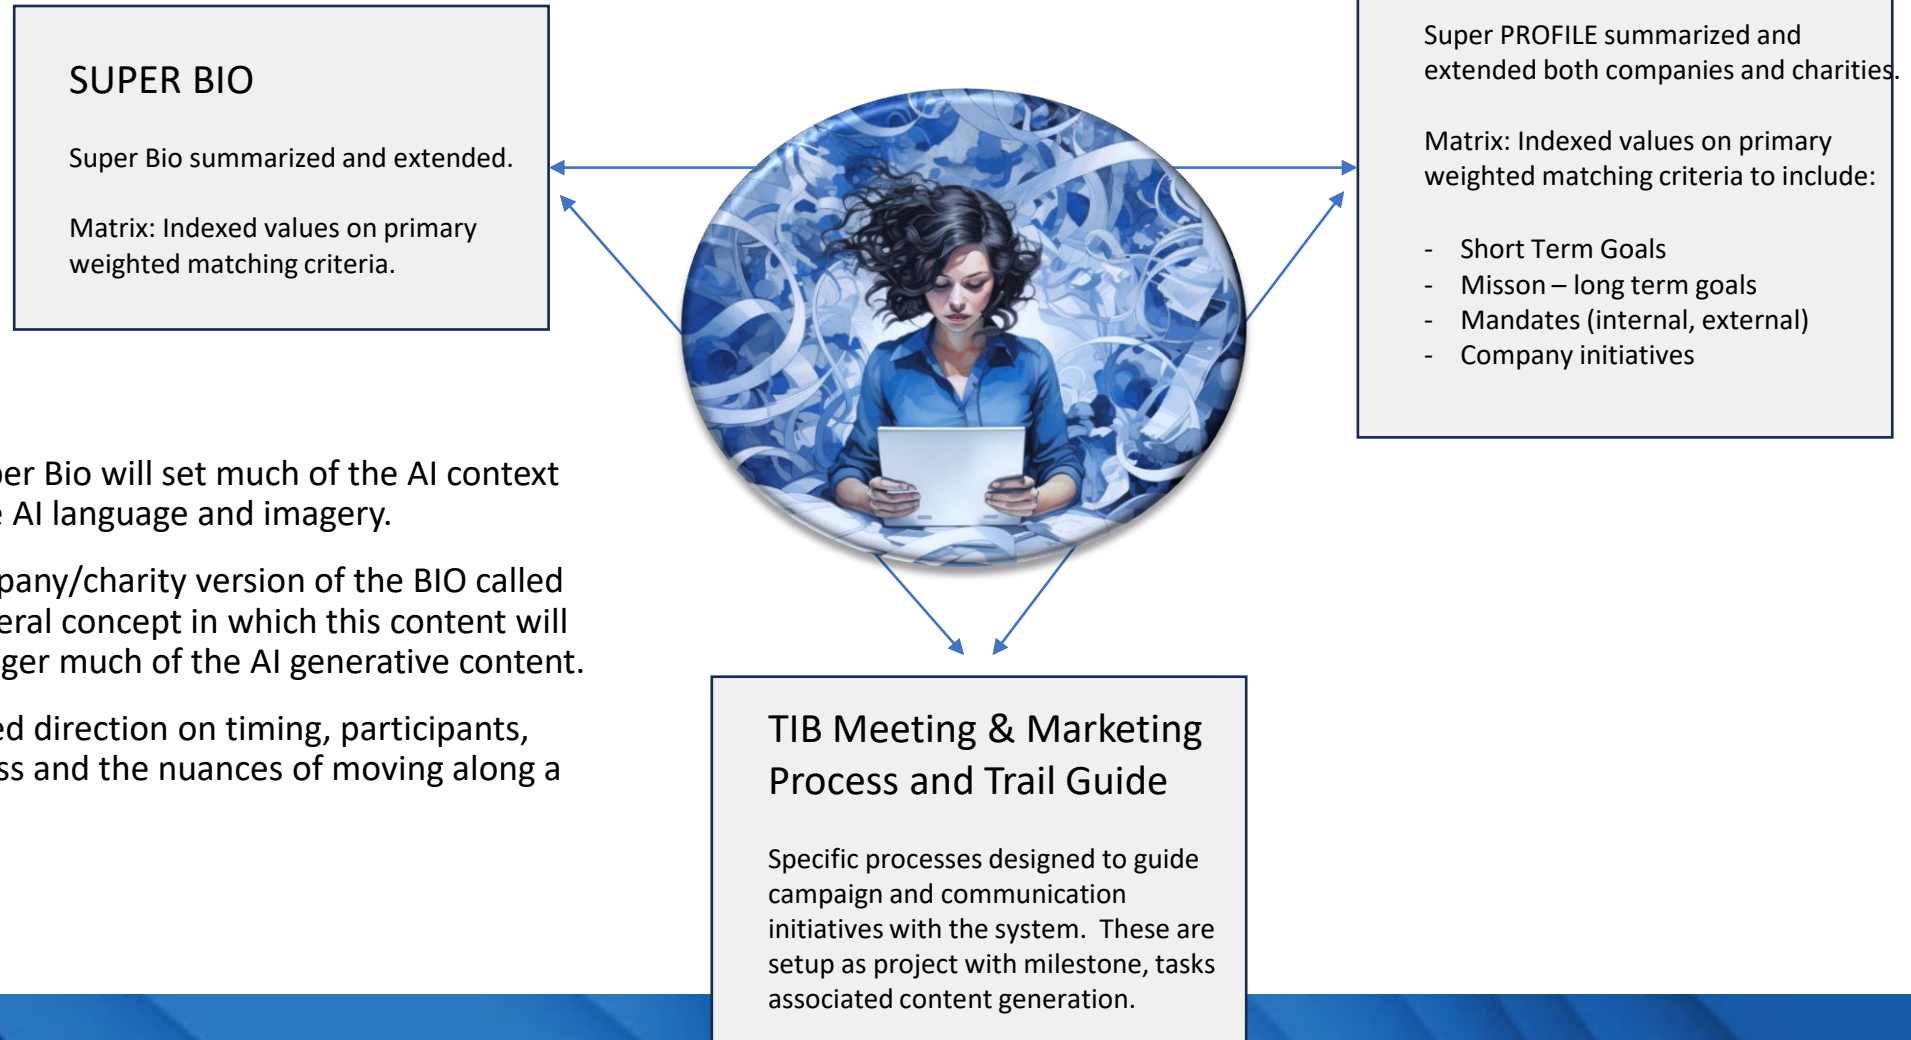 SUPER BIO
Super Bio summarized and extended.
Matrix: Indexed values on primary
weighted matching criteria.
Super PROFILE summarized and
extended both companies and charities.
Matrix: Indexed values on primary
weighted matching criteria to include:
- Short Term Goals
- Misson – long term goals
- Mandates (internal, external)
- Company initiatives
Bio will set much of the AI context
AI language and imagery.
version of the BIO called
concept in which this content will
much of the AI generative content.
direction on timing, participants,
and the nuances of moving along a
TIB Meeting & Marketing
Process and Trail Guide
Specific processes designed to guide
campaign and communication
initiatives with the system. These are
setup as project with milestone, tasks
associated content generation.